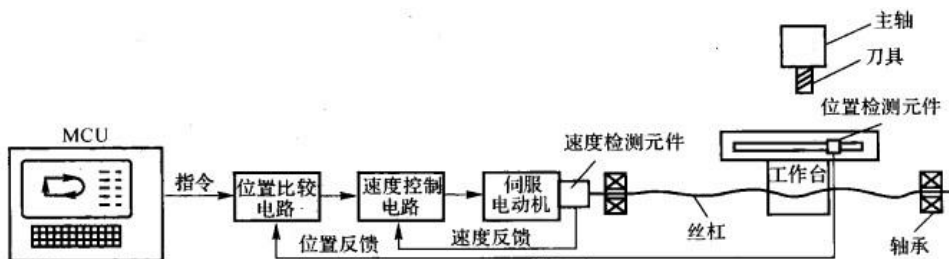 主轴
刀具
位置检测元件
MCU
速度检测元件
指令
位置比较
电路
速度控制
电路
伺服
电动机
工作台
位置反馈
速度反馈
丝杠
轴承